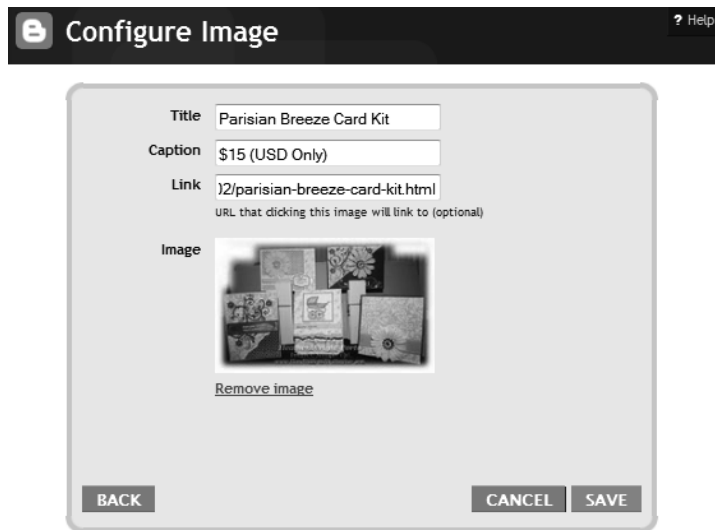 Configure Image
? Help
Title Parisian Breeze Card Kit
Caption $15 (USD Only)
Link )2/parisian-breeze-card-kit.html
URL that clicking this image will link to (optional)
Image
Remove image
BACK CANCEL SAVE